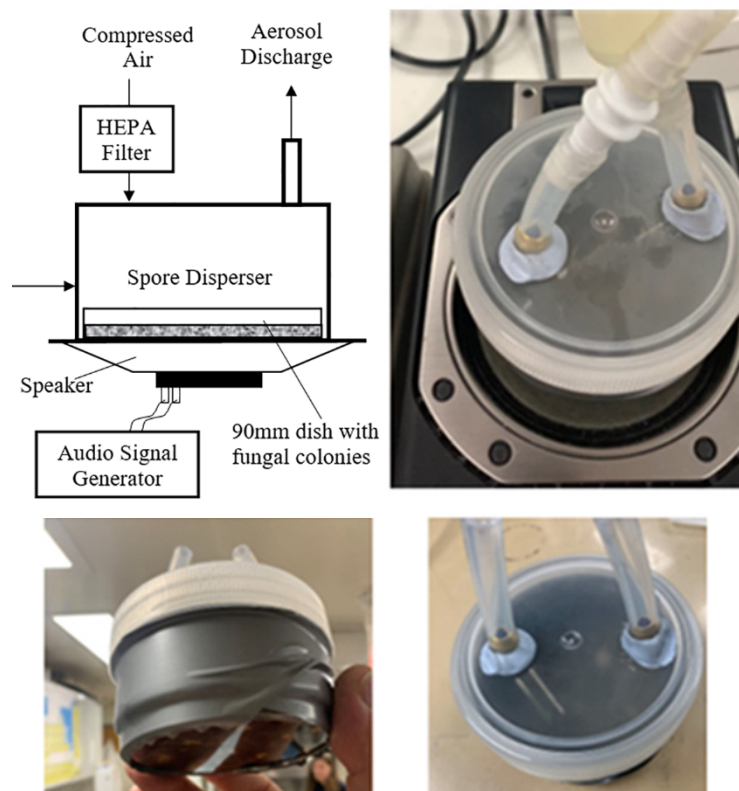 Compressed
Air
Aerosol
Discharge
HEPA
Filter
Spore Disperser
Speaker
90mm dish with
fungal colonies
Audio Signal
Generator